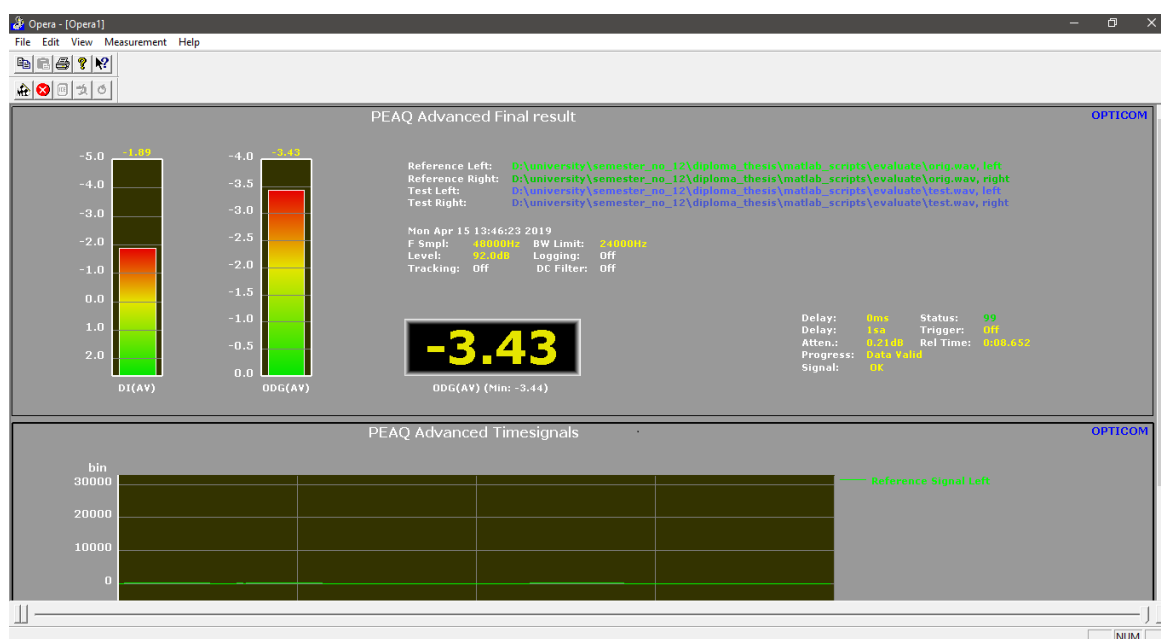 Opera - [Opera1]
File Edit View Measurement Help
PEAQ Advanced Final result
OPTICOM
-5.0
-4.0
-3.0
-2.0
-1.0
0.0
1.0
2.0
-1.89
DI(AV)
-4.0
-3.5
-3.0
-2.5
-2.0
-1.5
-1.0
-0.5
0.0
-3.43
ODG(AV)
Reference Left: D:\university\semester_no_12\diploma_thesis\matlab_scripts\evaluate\orig.wav, left
Reference Right: D:\university\semester_no_12\diploma_thesis\matlab_scripts\evaluate\orig.wav, right
Test Left: D:\university\semester_no_12\diploma_thesis\matlab_scripts\evaluate\test.wav, left
Test Right: D:\university\semester_no_12\diploma_thesis\matlab_scripts\evaluate\test.wav, right
Mon Apr 15 13:46:23 2019
F Smpl: 48000Hz BW Limit: 24000Hz
Level: 92.0dB Logging: Off
Tracking: Off DC Filter: Off
-3.43
ODG(AV) (Min: -3.44)
Delay: 0ms Status: 99
Delay: 1sa Trigger: Off
Atten.: 0.21dB Rel Time: 0:08.652
Progress: Data Valid
Signal: OK
PEAQ Advanced Timesignals
OPTICOM
bin
30000
20000
10000
0
Reference Signal Left
NUM